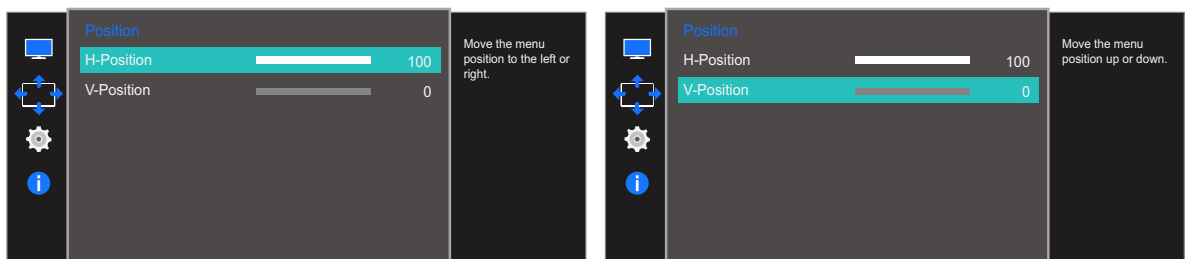 Position
H-Position 100
V-Position 0
Move the menu
position to the left or
right.
i
Position
H-Position 100
V-Position 0
Move the menu
position up or down.
i